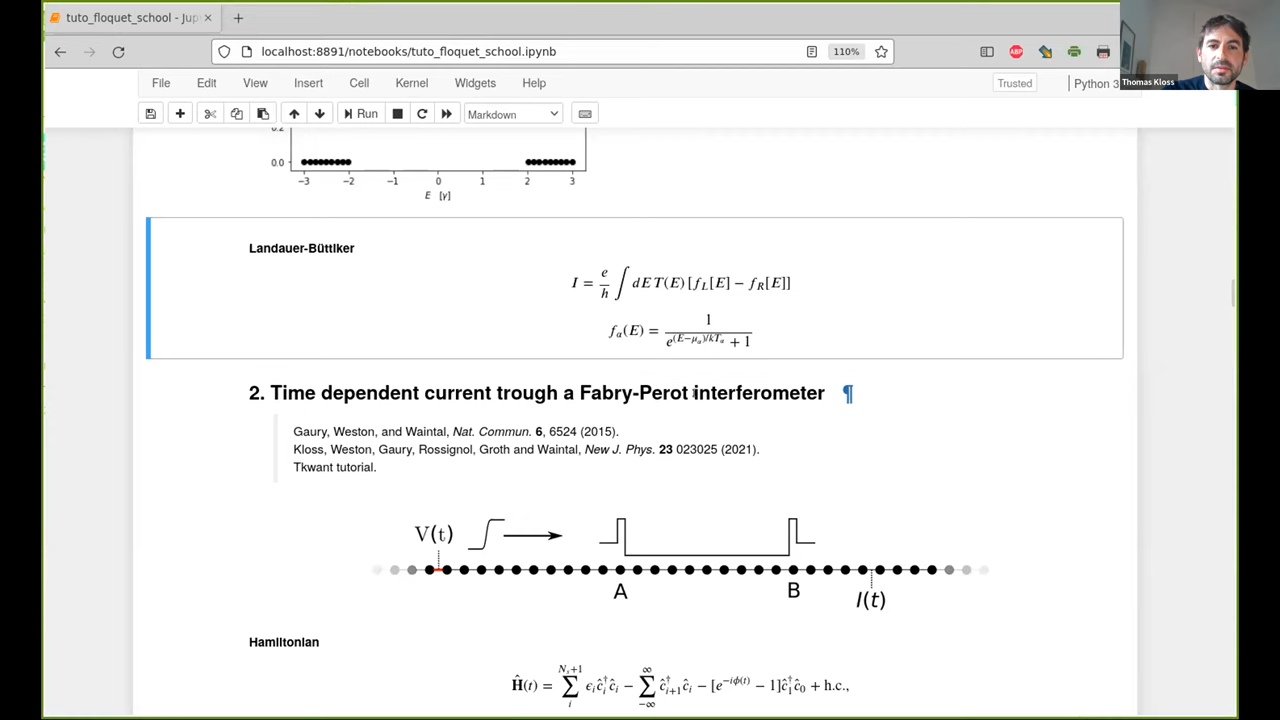 tuto_floquet_school - Jup
localhost:8891/notebooks/tuto_floquet_school.ipynb
110%
Thomas Kloss
File Edit View Insert Cell Kernel Widgets Help
Trusted
Python 3
Run
Markdown
0.2
0.0
−3 −2 −1 0 1 2 3
E [γ]
Landauer-Büttiker
I = e/h ∫ dE T(E) [f_L[E] − f_R[E]]
f_α(E) = 1 / (e^{(E−μ_α)/kT_α} + 1)
2. Time dependent current trough a Fabry-Perot interferometer ¶
Gaury, Weston, and Waintal, Nat. Commun. 6, 6524 (2015).
Kloss, Weston, Gaury, Rossignol, Groth and Waintal, New J. Phys. 23 023025 (2021).
Tkwant tutorial.
V(t)
A B I(t)
Hamiltonian
Ĥ(t) = ∑_i^{N_s+1} ϵ_i ĉ_i^† ĉ_i − ∑_{−∞}^{∞} ĉ_{i+1}^† ĉ_i − [e^{−iϕ(t)} − 1] ĉ_1^† ĉ_0 + h.c.,